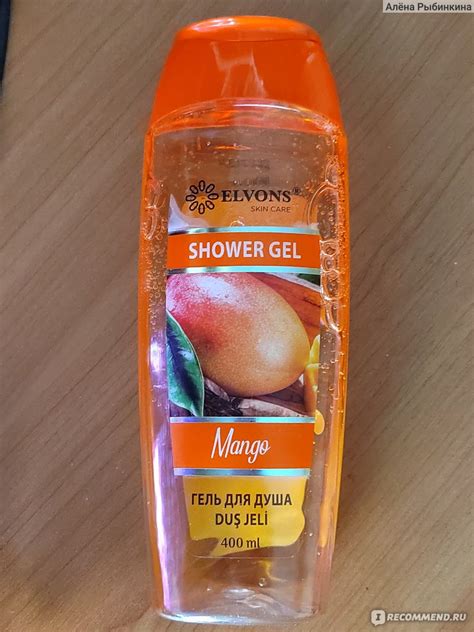 Алёна Рыбинкина
ELVONS®
SKIN CARE
SHOWER GEL
Mango
ГЕЛЬ ДЛЯ ДУША
DUŞ JELİ
400 ml
I RECOMMEND.RU